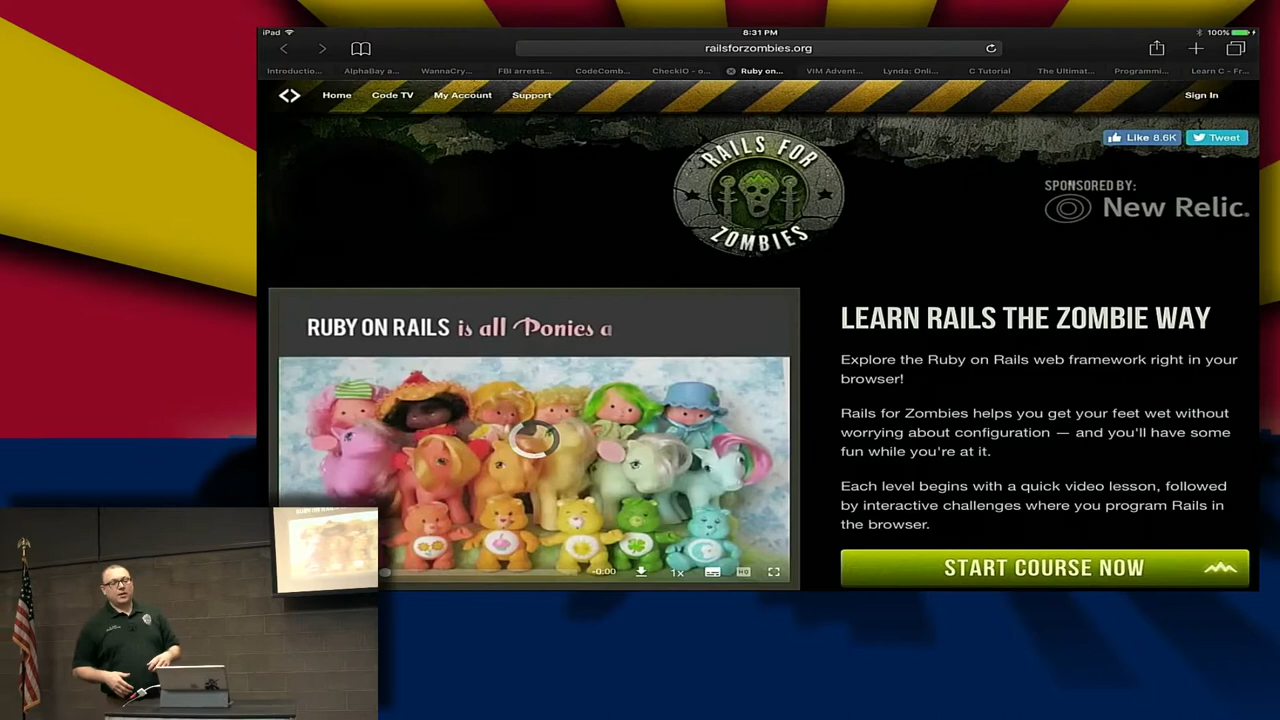 iPad
8:31 PM
100%
railsforzombies.org
Introductio...
AlphaBay a...
WannaCry...
FBI arrests...
CodeComb...
CheckIO - o...
Ruby on...
VIM Advent...
Lynda: Onli...
C Tutorial
The Ultimat...
Programmi...
Learn C - Fr...
Home
Code TV
My Account
Support
Sign In
Like 8.6K
Tweet
RAILS FOR
ZOMBIES
SPONSORED BY:
New Relic.
RUBY ON RAILS is all Ponies a
LEARN RAILS THE ZOMBIE WAY
Explore the Ruby on Rails web framework right in your
browser!
Rails for Zombies helps you get your feet wet without
worrying about configuration — and you'll have some
fun while you're at it.
Each level begins with a quick video lesson, followed
by interactive challenges where you program Rails in
the browser.
-0:00
1x
HD
START COURSE NOW